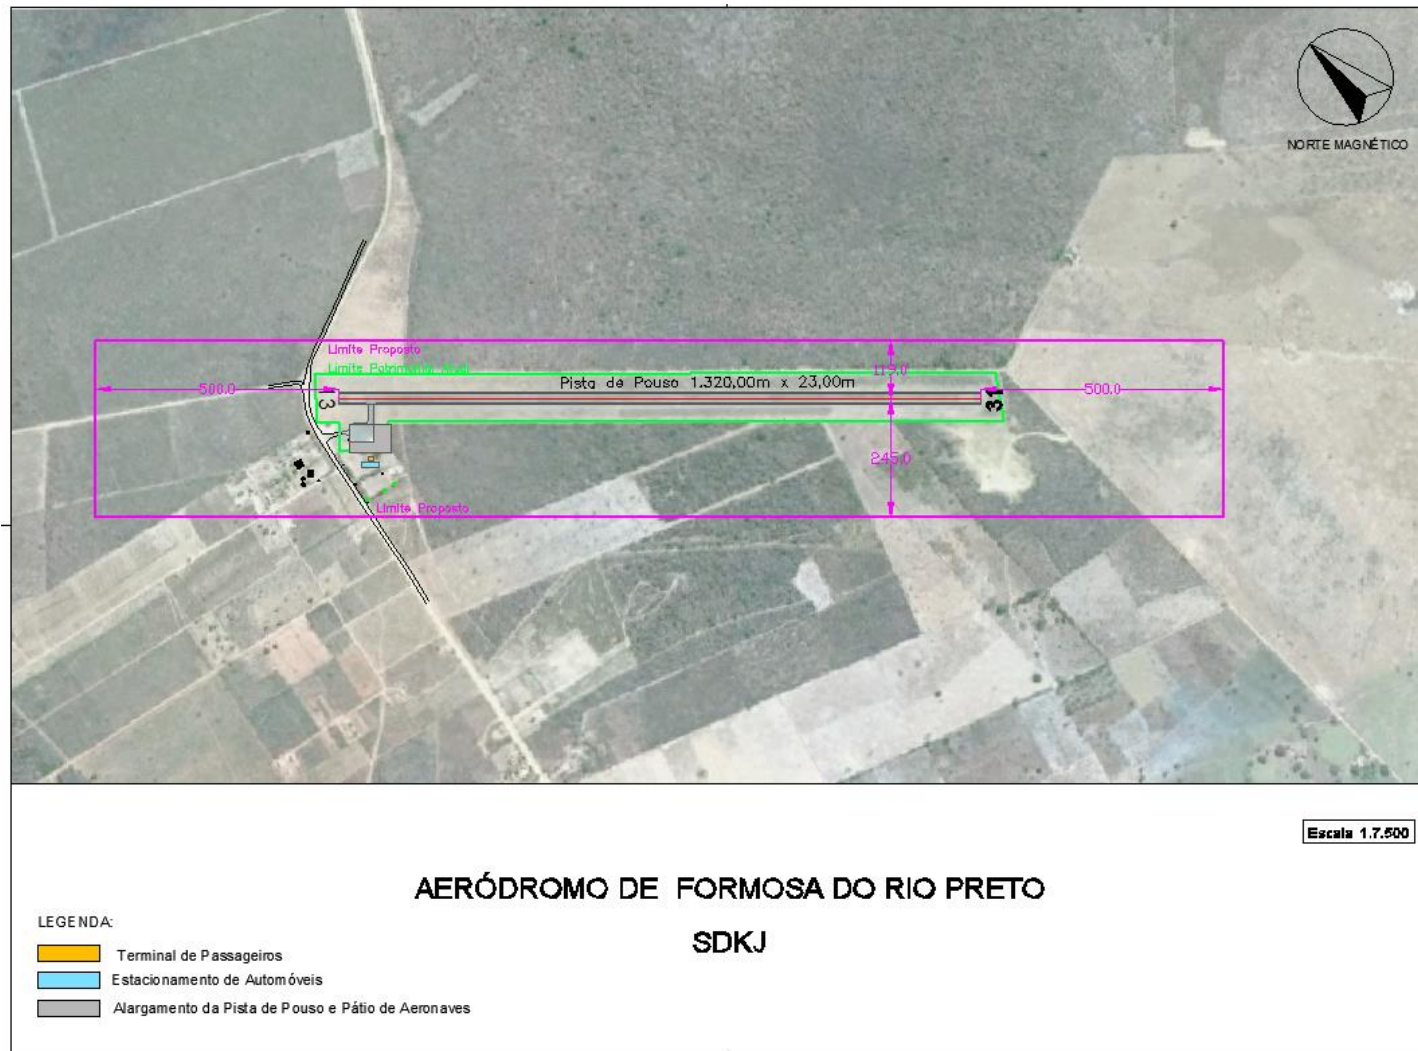 NORTE MAGNÉTICO
Limite Proposto
Pista de Pouso 1.320,00m x 23,00m
500.0
500.0
13
31
245.0
Limite Proposto
Escala 1.7.500
AERÓDROMO DE FORMOSA DO RIO PRETO
SDKJ
LEGENDA:
Terminal de Passageiros
Estacionamento de Automóveis
Alargamento da Pista de Pouso e Pátio de Aeronaves